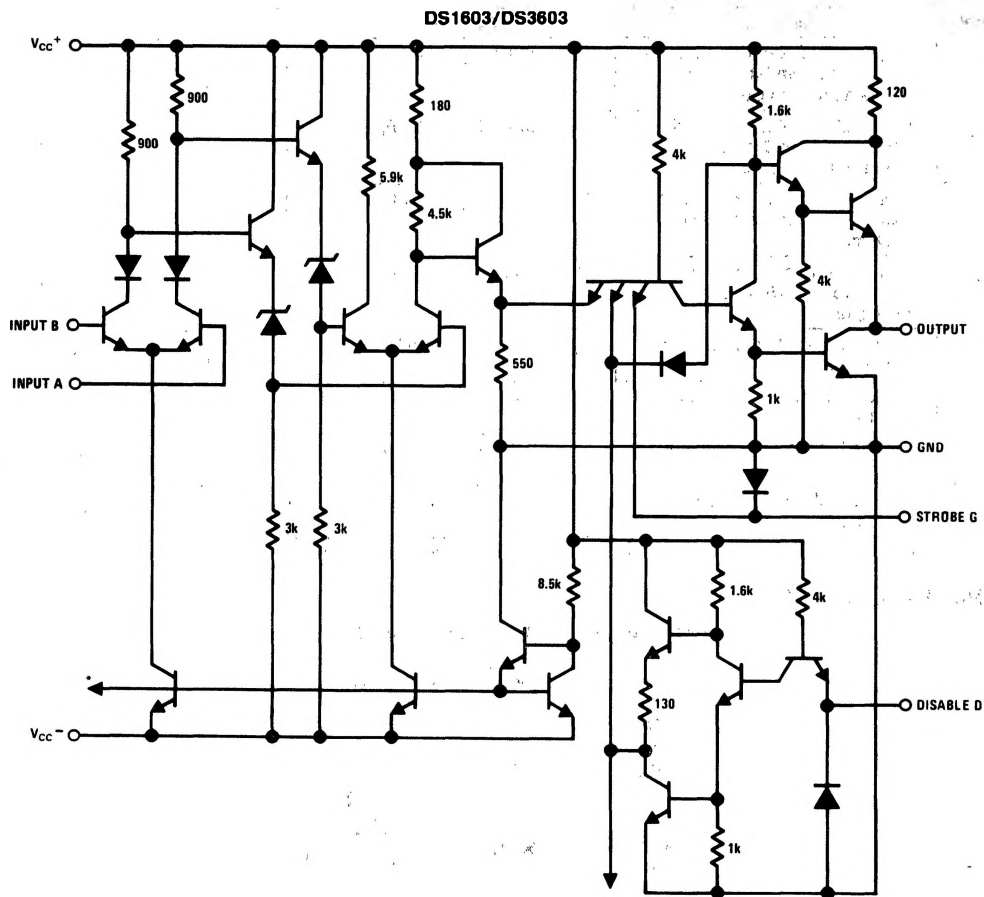 DS1603/DS3603
VCC+
900
900
180
1.6k
120
5.9k
4k
4.5k
4k
INPUT B
OUTPUT
INPUT A
550
1k
GND
STROBE G
3k
3k
8.5k
1.6k
4k
*
130
DISABLE D
VCC−
1k